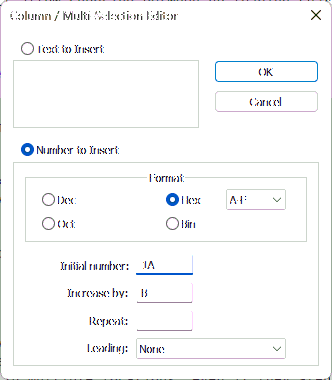 Column / Multi-Selection Editor
Text to Insert
OK
Cancel
Number to Insert
Format
Dec
Hex
A-F
Oct
Bin
Initial number:
1A
Increase by:
B
Repeat:
Leading:
None